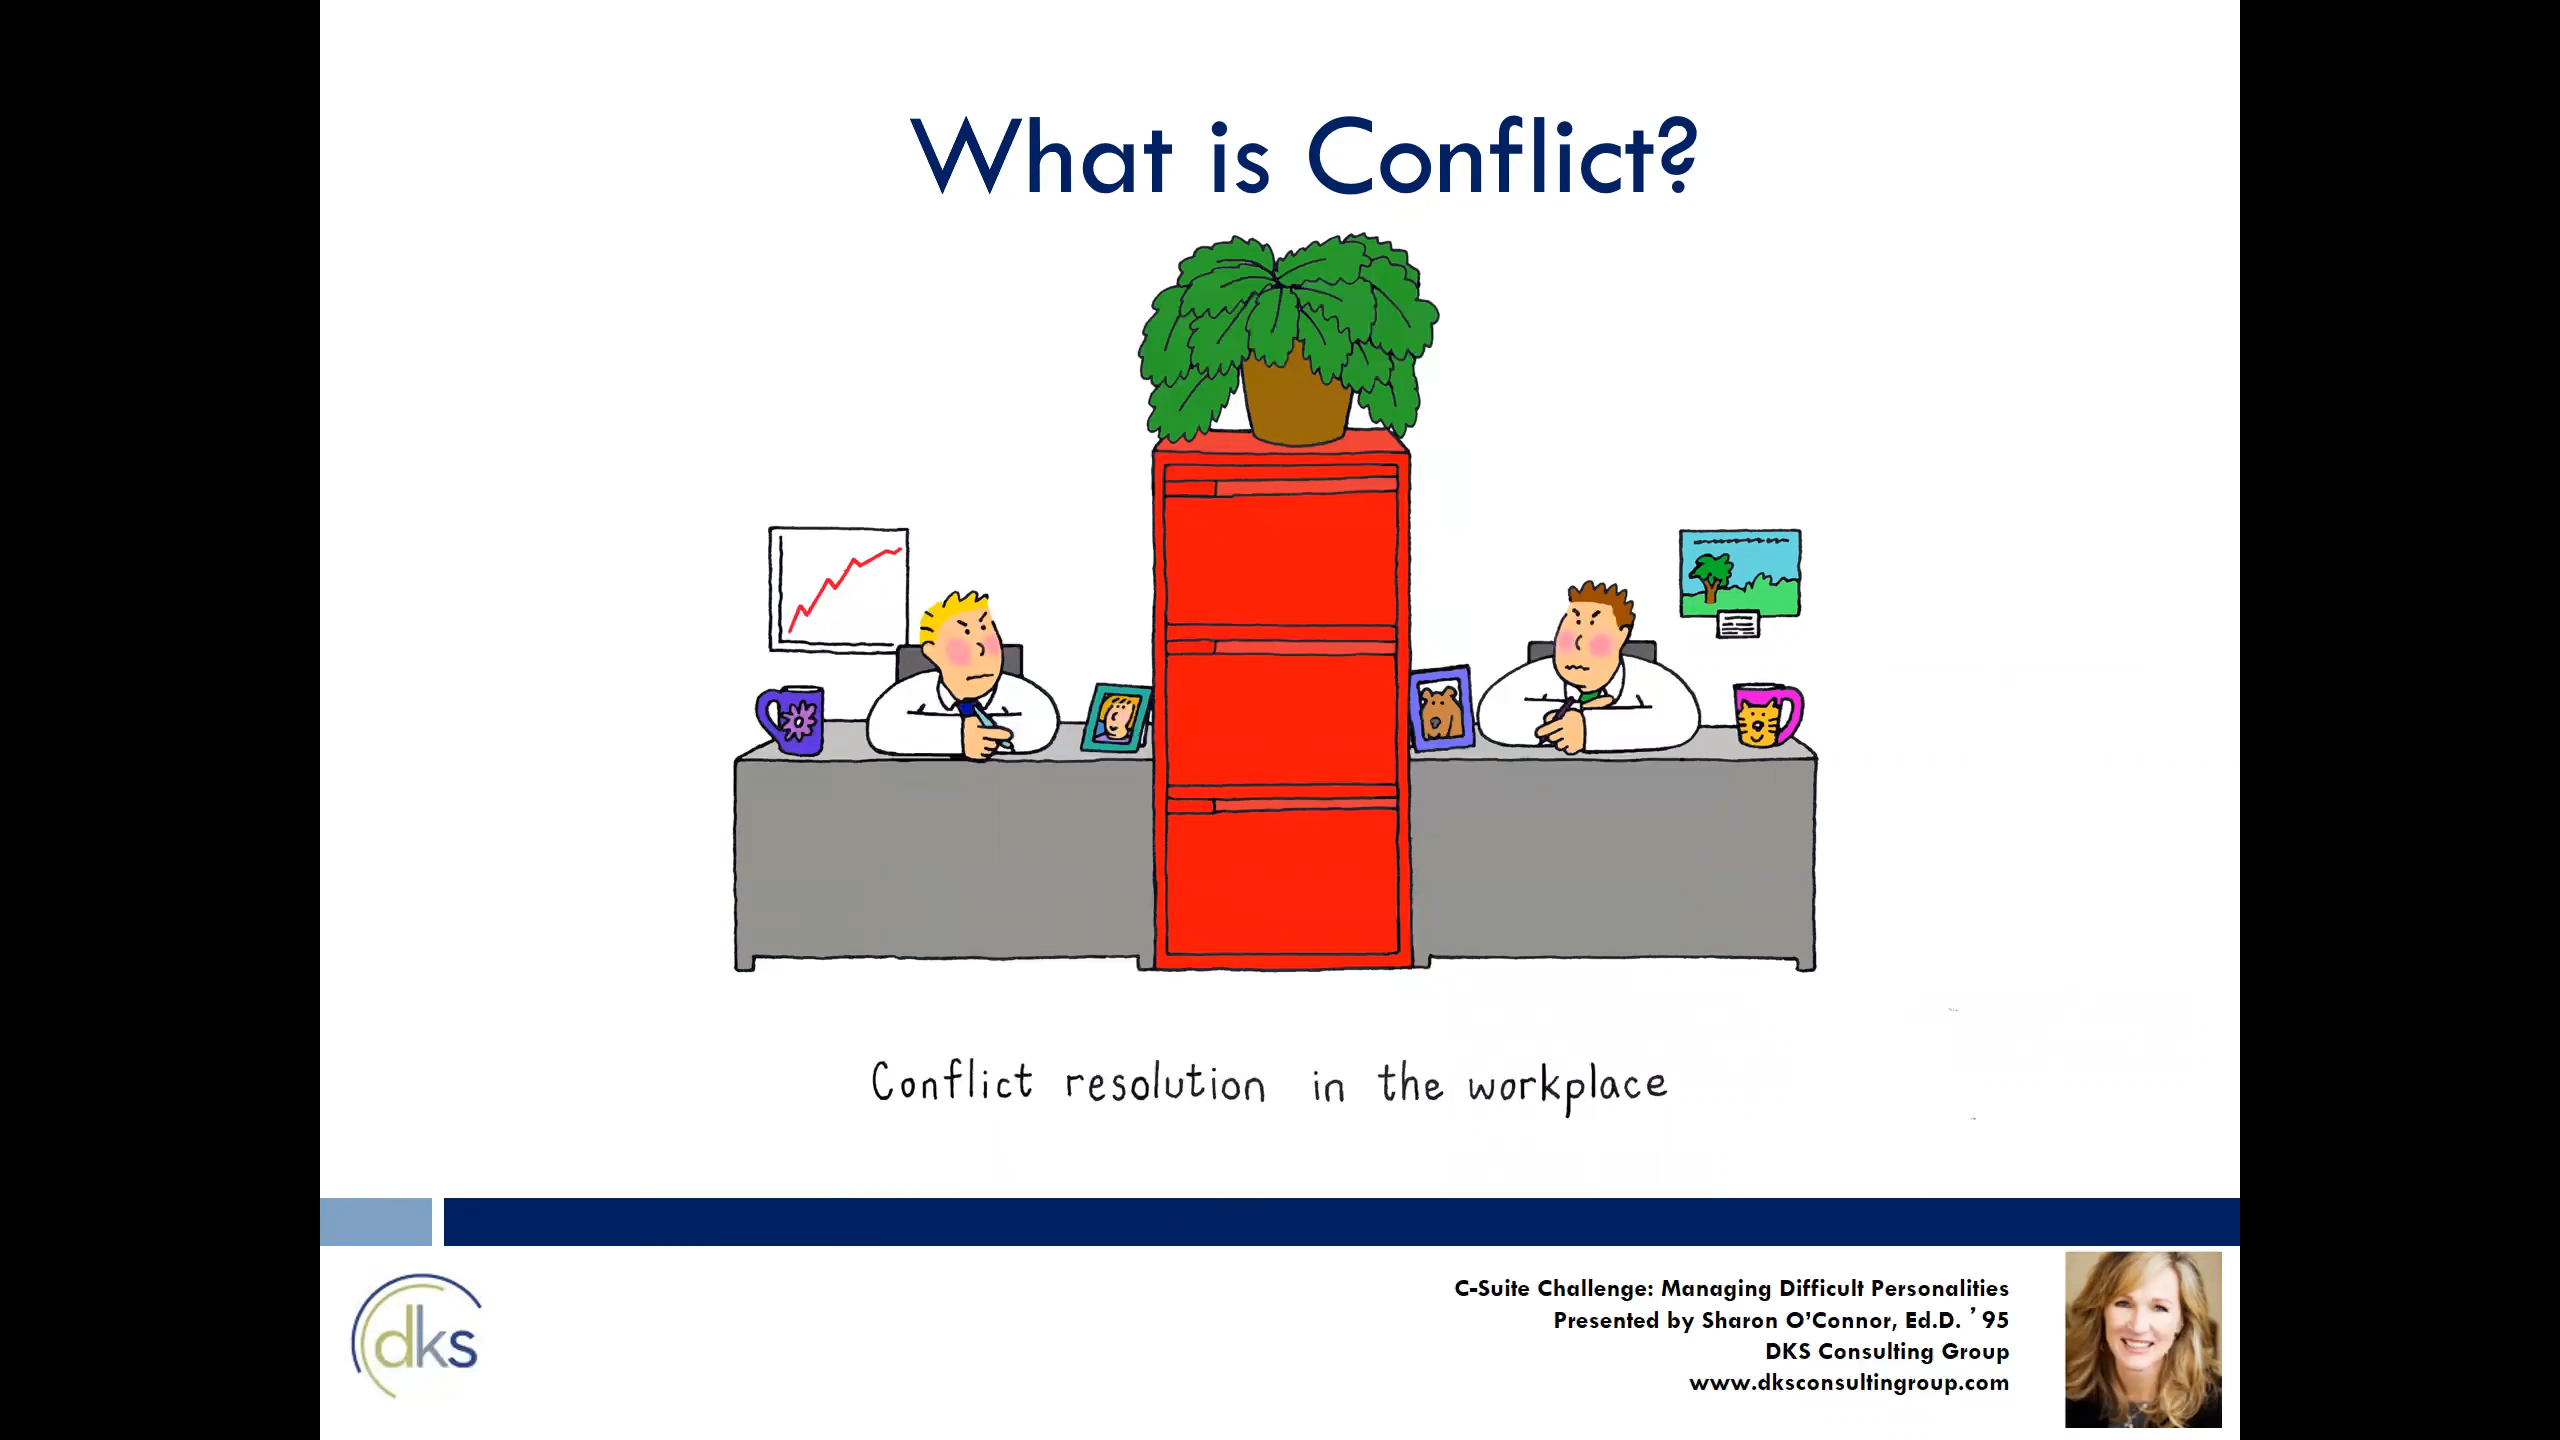 What is Conflict?
Conflict resolution in the workplace
dks
C-Suite Challenge: Managing Difficult Personalities
Presented by Sharon O’Connor, Ed.D. ’95
DKS Consulting Group
www.dksconsultingroup.com